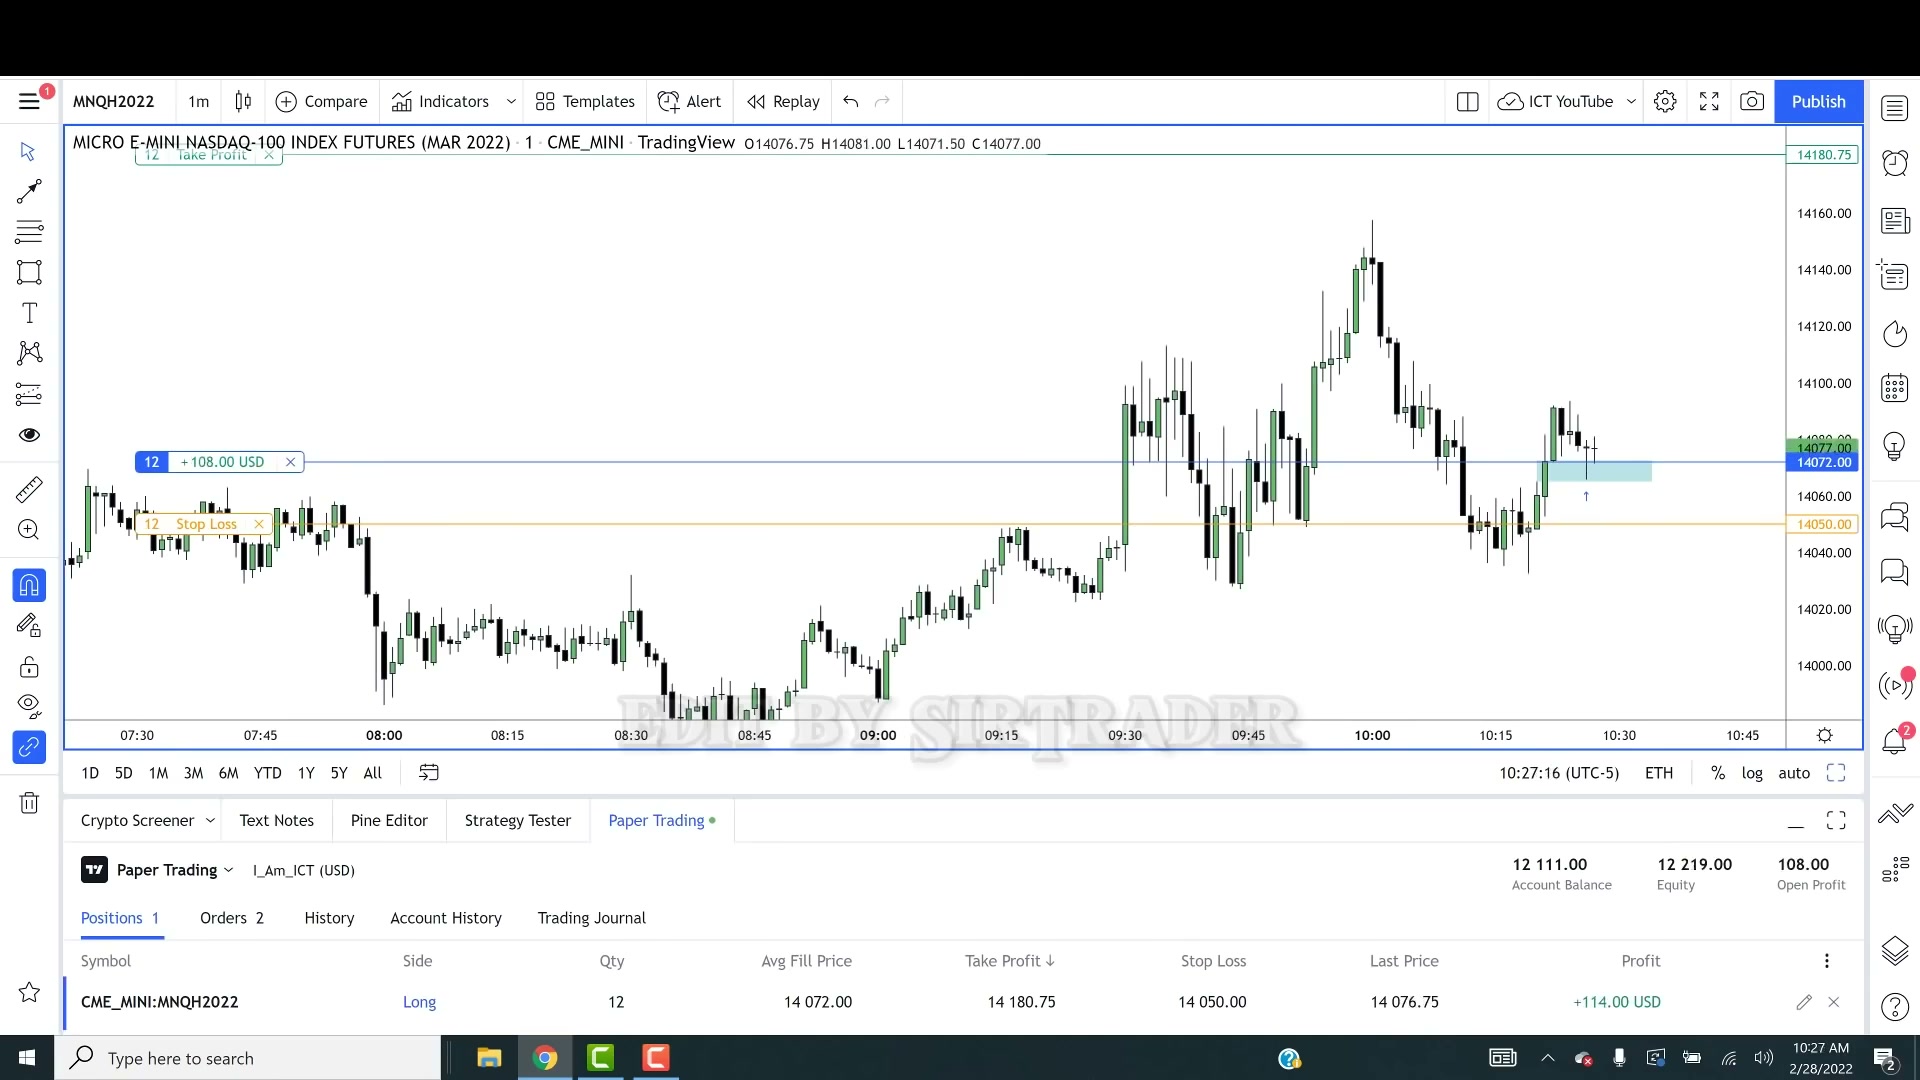 1
MNQH2022 1m Compare Indicators Templates Alert Replay ICT YouTube Publish
MICRO E-MINI NASDAQ-100 INDEX FUTURES (MAR 2022) · 1 · CME_MINI · TradingView O14076.75 H14081.00 L14071.50 C14077.00
12 Take Profit 14180.75
14160.00
14140.00
14120.00
14100.00
14080.00
14077.00
12 +108.00 USD 14072.00
14060.00
12 Stop Loss 14050.00
14040.00
14020.00
14000.00
EDIT BY SIRTRADER
07:30 07:45 08:00 08:15 08:30 08:45 09:00 09:15 09:30 09:45 10:00 10:15 10:30 10:45
2
1D 5D 1M 3M 6M YTD 1Y 5Y All 10:27:16 (UTC-5) ETH % log auto
Crypto Screener Text Notes Pine Editor Strategy Tester Paper Trading
Paper Trading I_Am_ICT (USD) 12 111.00 12 219.00 108.00
Account Balance Equity Open Profit
Positions 1 Orders 2 History Account History Trading Journal
Symbol Side Qty Avg Fill Price Take Profit ↓ Stop Loss Last Price Profit
CME_MINI:MNQH2022 Long 12 14 072.00 14 180.75 14 050.00 14 076.75 +114.00 USD
Type here to search 10:27 AM
2/28/2022 2